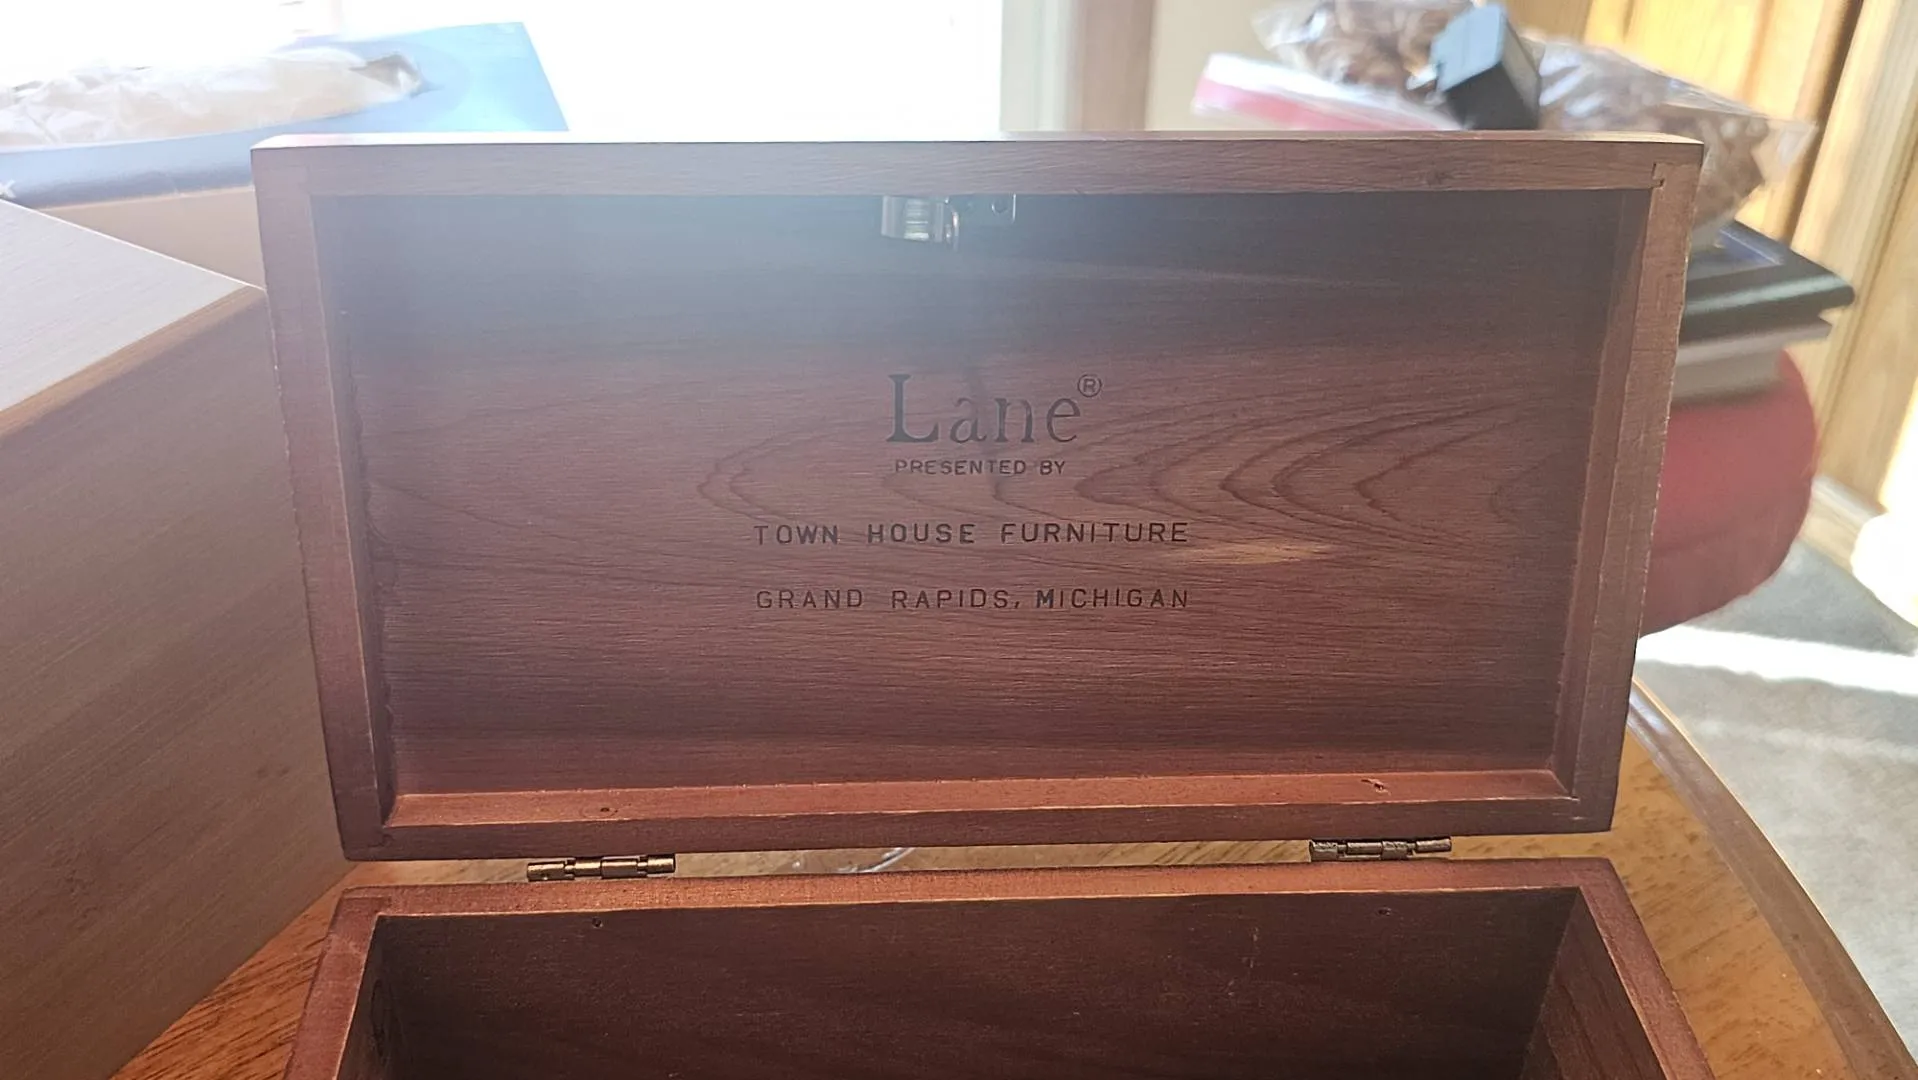 Lane®
PRESENTED BY
TOWN HOUSE FURNITURE
GRAND RAPIDS, MICHIGAN